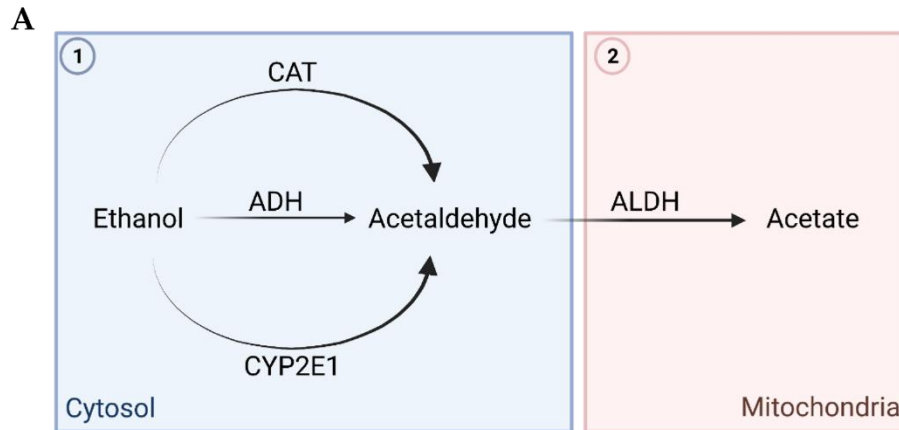 A
1
2
CAT
Ethanol
ADH
Acetaldehyde
ALDH
Acetate
CYP2E1
Cytosol
Mitochondria